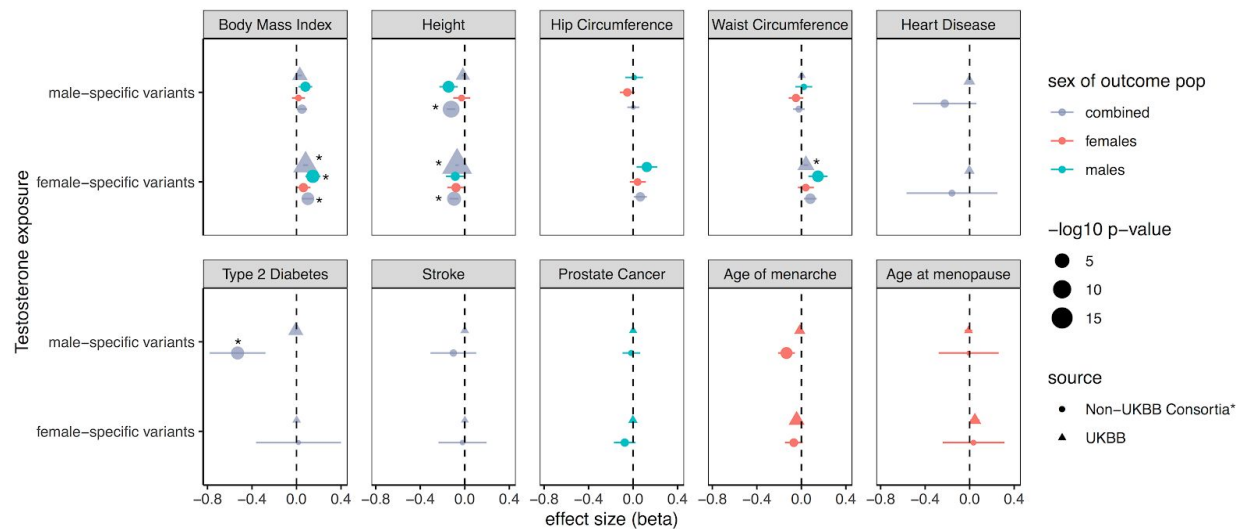 Body Mass Index
Height
Hip Circumference
Waist Circumference
Heart Disease
male-specific variants
*
female-specific variants
* * * * * *
Testosterone exposure
Type 2 Diabetes
Stroke
Prostate Cancer
Age of menarche
Age at menopause
male-specific variants
*
female-specific variants
-0.8 -0.4 0.0 0.4
-0.8 -0.4 0.0 0.4
-0.8 -0.4 0.0 0.4
-0.8 -0.4 0.0 0.4
-0.8 -0.4 0.0 0.4
effect size (beta)
sex of outcome pop
combined
females
males
-log10 p-value
5
10
15
source
Non-UKBB Consortia*
UKBB